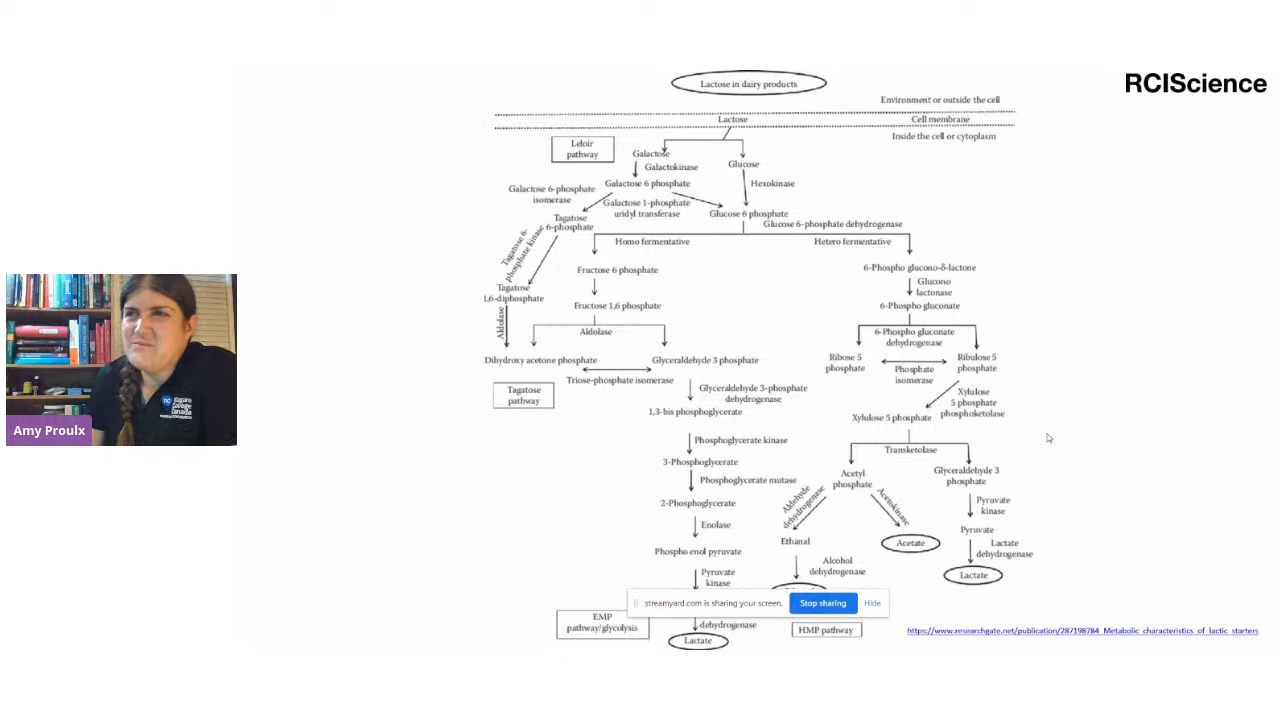 RCIScience
Lactose in dairy products
Environment or outside the cell
Lactose
Cell membrane
Inside the cell or cytoplasm
Leloir
pathway
Galactose
Galactokinase
Glucose
Galactose 6 phosphate
Hexokinase
Galactose 6-phosphate
isomerase
Galactose 1-phosphate
uridyl transferase
Glucose 6 phosphate
Tagatose
6-phosphate
Glucose 6-phosphate dehydrogenase
Tagatose 6-
phosphate kinase
Homo fermentative
Hetero fermentative
Fructose 6 phosphate
6-Phospho glucono-δ-lactone
Glucono
lactonase
Tagatose
1,6-diphosphate
Fructose 1,6 phosphate
6-Phospho gluconate
Aldolase
Aldolase
6-Phospho gluconate
dehydrogenase
Dihydroxy acetone phosphate
Glyceraldehyde 3 phosphate
Ribose 5
phosphate
Ribulose 5
phosphate
Phosphate
isomerase
Triose-phosphate isomerase
Tagatose
pathway
Glyceraldehyde 3-phosphate
dehydrogenase
Xylulose
5 phosphate
phosphoketolase
1,3-bis phosphoglycerate
Xylulose 5 phosphate
Phosphoglycerate kinase
Transketolase
3-Phosphoglycerate
Acetyl
phosphate
Glyceraldehyde 3
phosphate
Phosphoglycerate mutase
Aldehyde
dehydrogenase
Acetokinase
2-Phosphoglycerate
Pyruvate
kinase
Enolase
Pyruvate
Ethanal
Acetate
Lactate
dehydrogenase
Phospho enol pyruvate
Alcohol
dehydrogenase
Lactate
Pyruvate
kinase
streamyard.com is sharing your screen.
Stop sharing
Hide
EMP
pathway/glycolysis
dehydrogenase
HMP pathway
Lactate
https://www.researchgate.net/publication/287198784_Metabolic_characteristics_of_lactic_starters
NC
Niagara
College
Canada
Amy Proulx